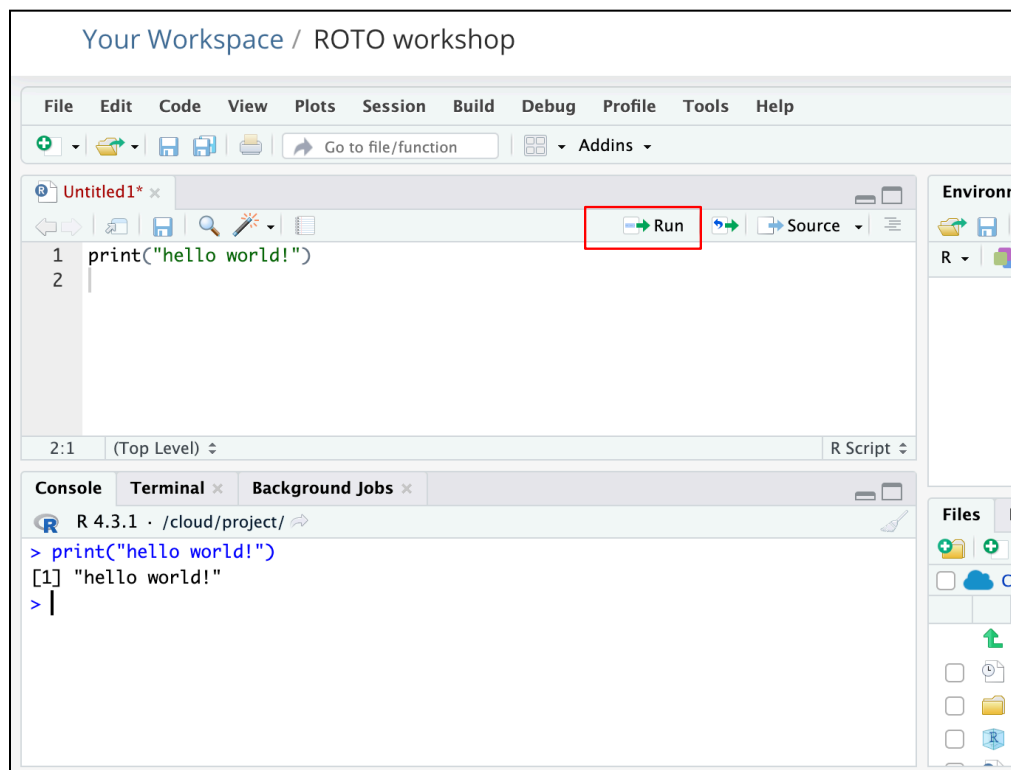 Your Workspace / ROTO workshop
File Edit Code View Plots Session Build Debug Profile Tools Help
Go to file/function Addins
Untitled1*
Run Source
1 print("hello world!")
2
2:1 (Top Level) R Script
Console Terminal Background Jobs
R 4.3.1 · /cloud/project/
> print("hello world!")
[1] "hello world!"
>
Environ
R
Files
C